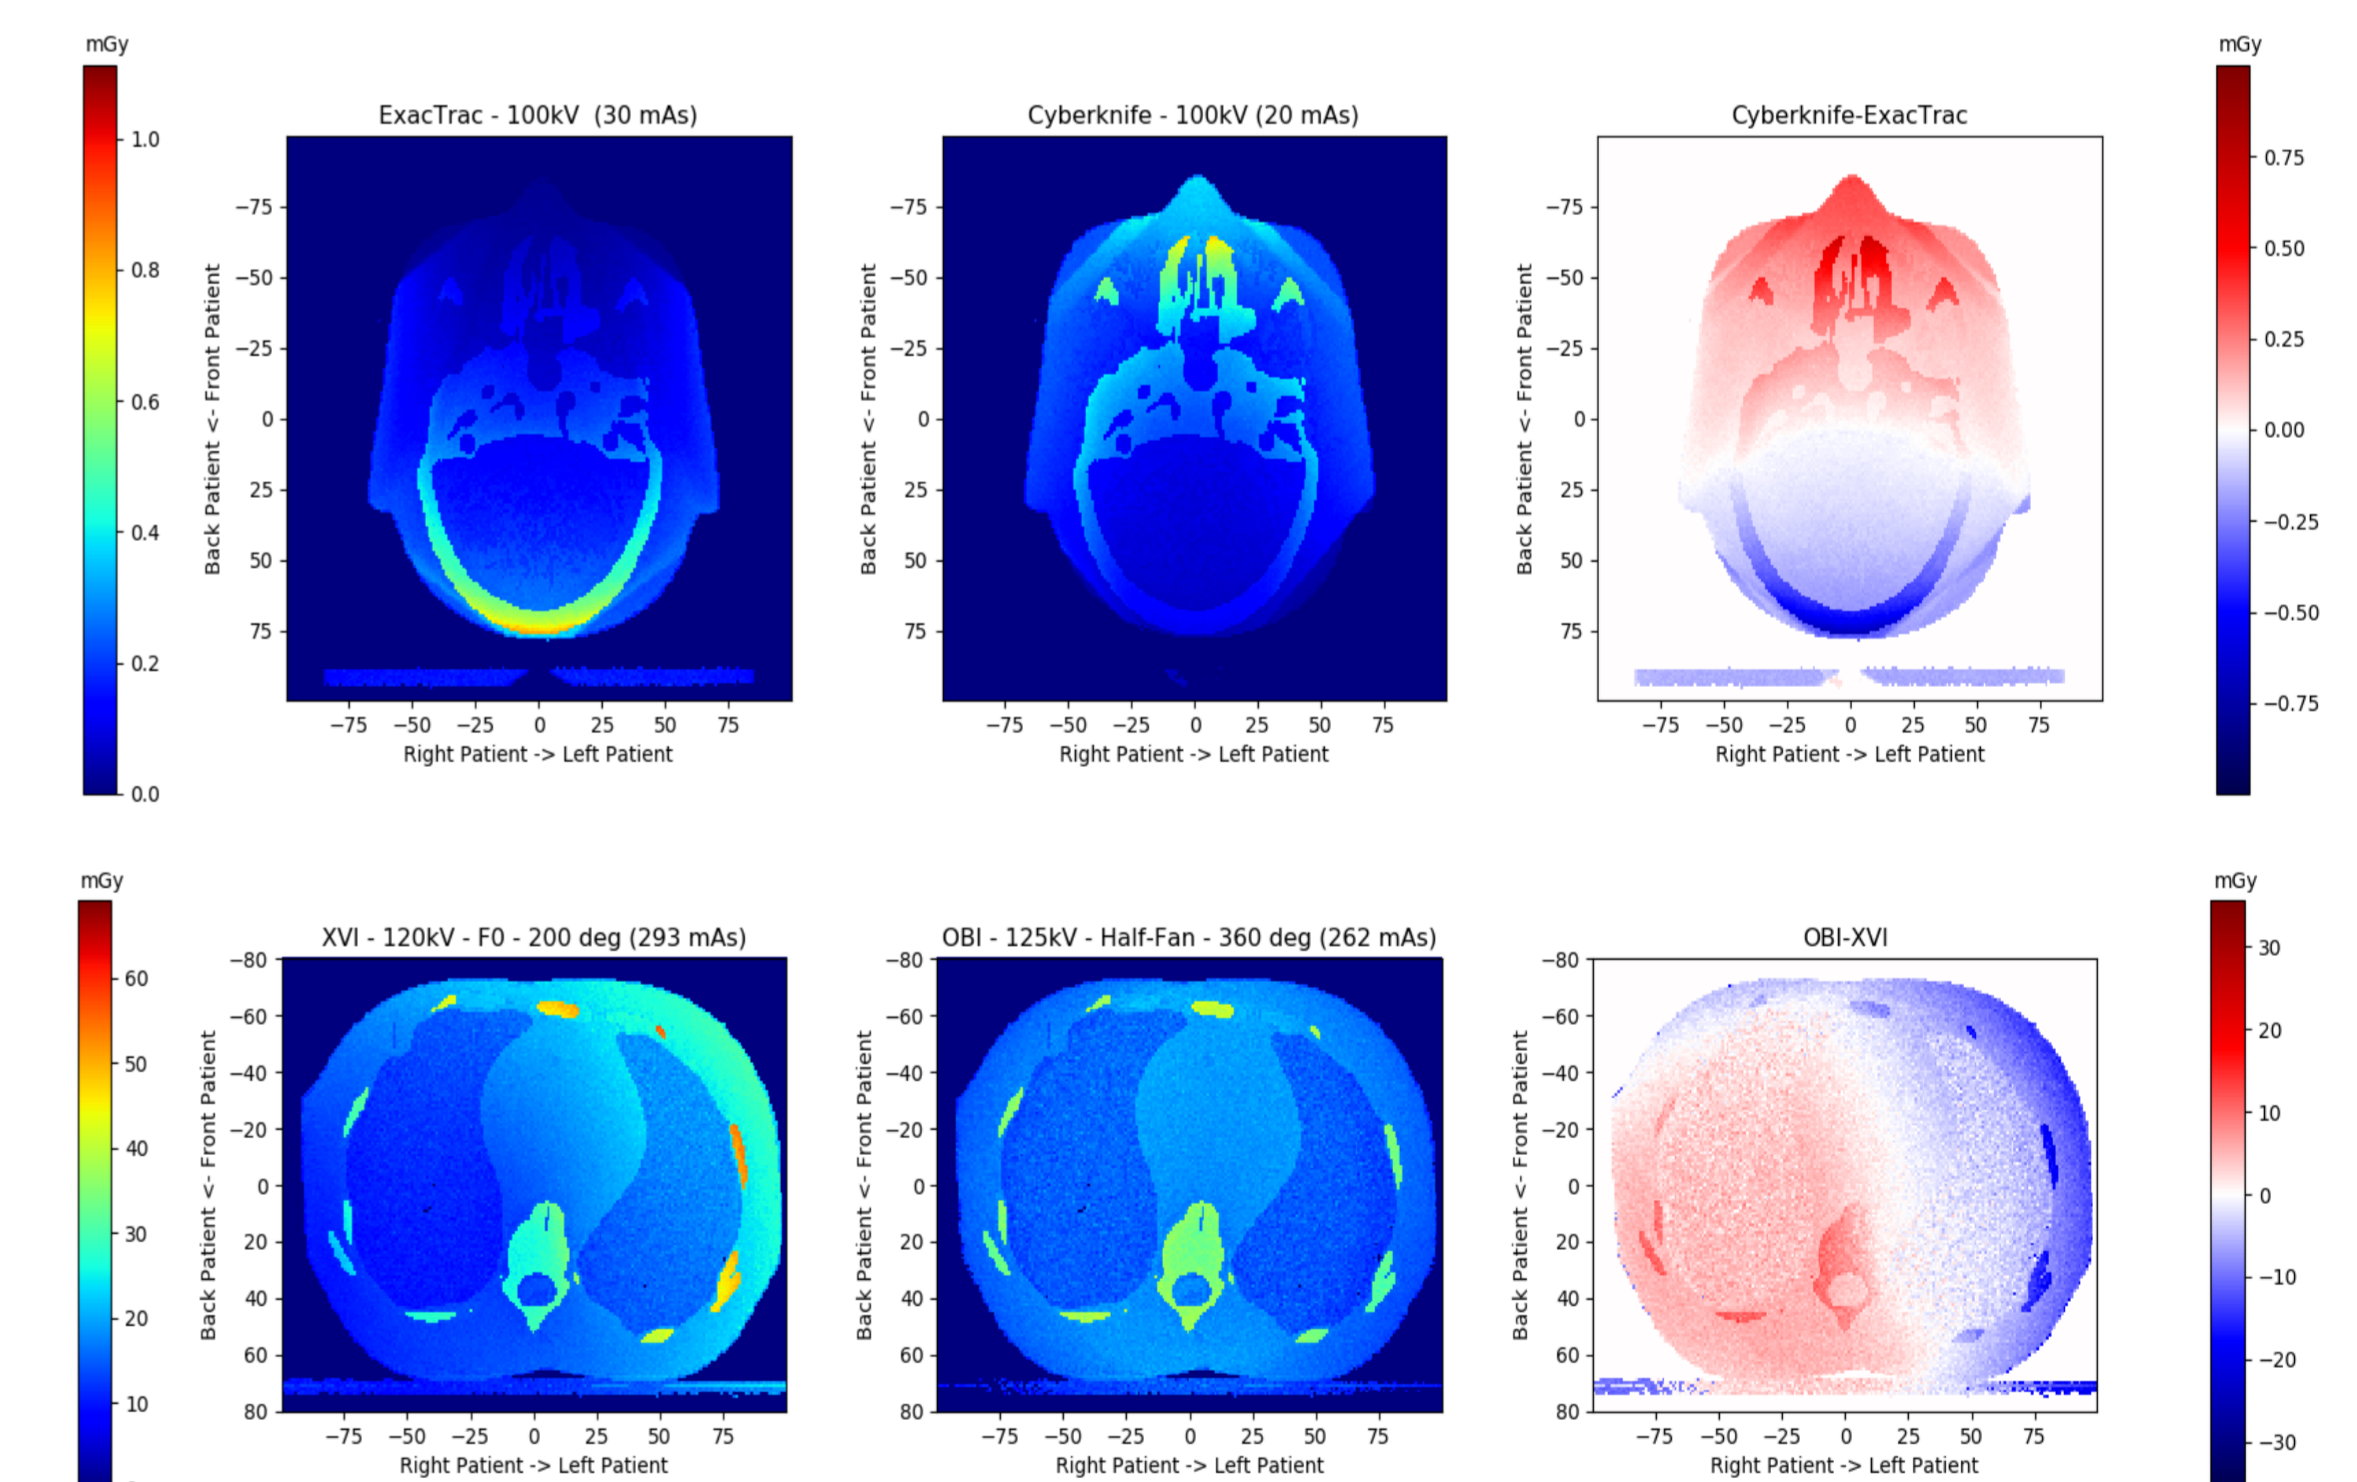 mGy
1.0
0.8
0.6
0.4
0.2
0.0
ExacTrac - 100kV (30 mAs)
Back Patient <- Front Patient
−75
−50
−25
0
25
50
75
−75 −50 −25 0 25 50 75
Right Patient -> Left Patient
Cyberknife - 100kV (20 mAs)
Back Patient <- Front Patient
−75
−50
−25
0
25
50
75
−75 −50 −25 0 25 50 75
Right Patient -> Left Patient
Cyberknife-ExacTrac
Back Patient <- Front Patient
−75
−50
−25
0
25
50
75
−75 −50 −25 0 25 50 75
Right Patient -> Left Patient
mGy
0.75
0.50
0.25
0.00
−0.25
−0.50
−0.75
mGy
60
50
40
30
20
10
XVI - 120kV - F0 - 200 deg (293 mAs)
Back Patient <- Front Patient
−80
−60
−40
−20
0
20
40
60
80
−75 −50 −25 0 25 50 75
Right Patient -> Left Patient
OBI - 125kV - Half-Fan - 360 deg (262 mAs)
Back Patient <- Front Patient
−80
−60
−40
−20
0
20
40
60
80
−75 −50 −25 0 25 50 75
Right Patient -> Left Patient
OBI-XVI
Back Patient <- Front Patient
−80
−60
−40
−20
0
20
40
60
80
−75 −50 −25 0 25 50 75
Right Patient -> Left Patient
mGy
30
20
10
0
−10
−20
−30